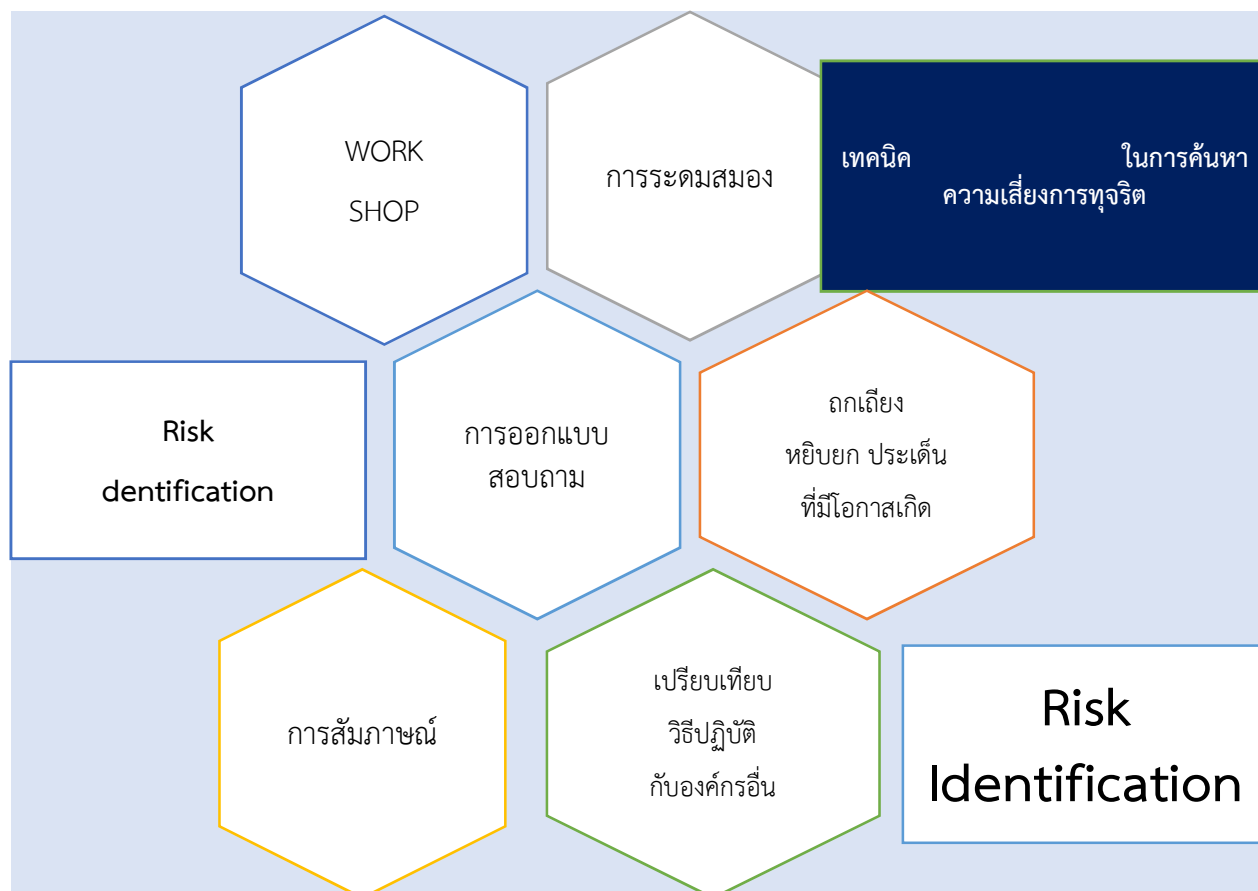 WORK
SHOP
การระดมสมอง
เทคนิค ในการค้นหา
ความเสี่ยงการทุจริต
Risk
dentification
การออกแบบ
สอบถาม
ถกเถียง
หยิบยก ประเด็น
ที่มีโอกาสเกิด
การสัมภาษณ์
เปรียบเทียบ
วิธีปฏิบัติ
กับองค์กรอื่น
Risk
Identification